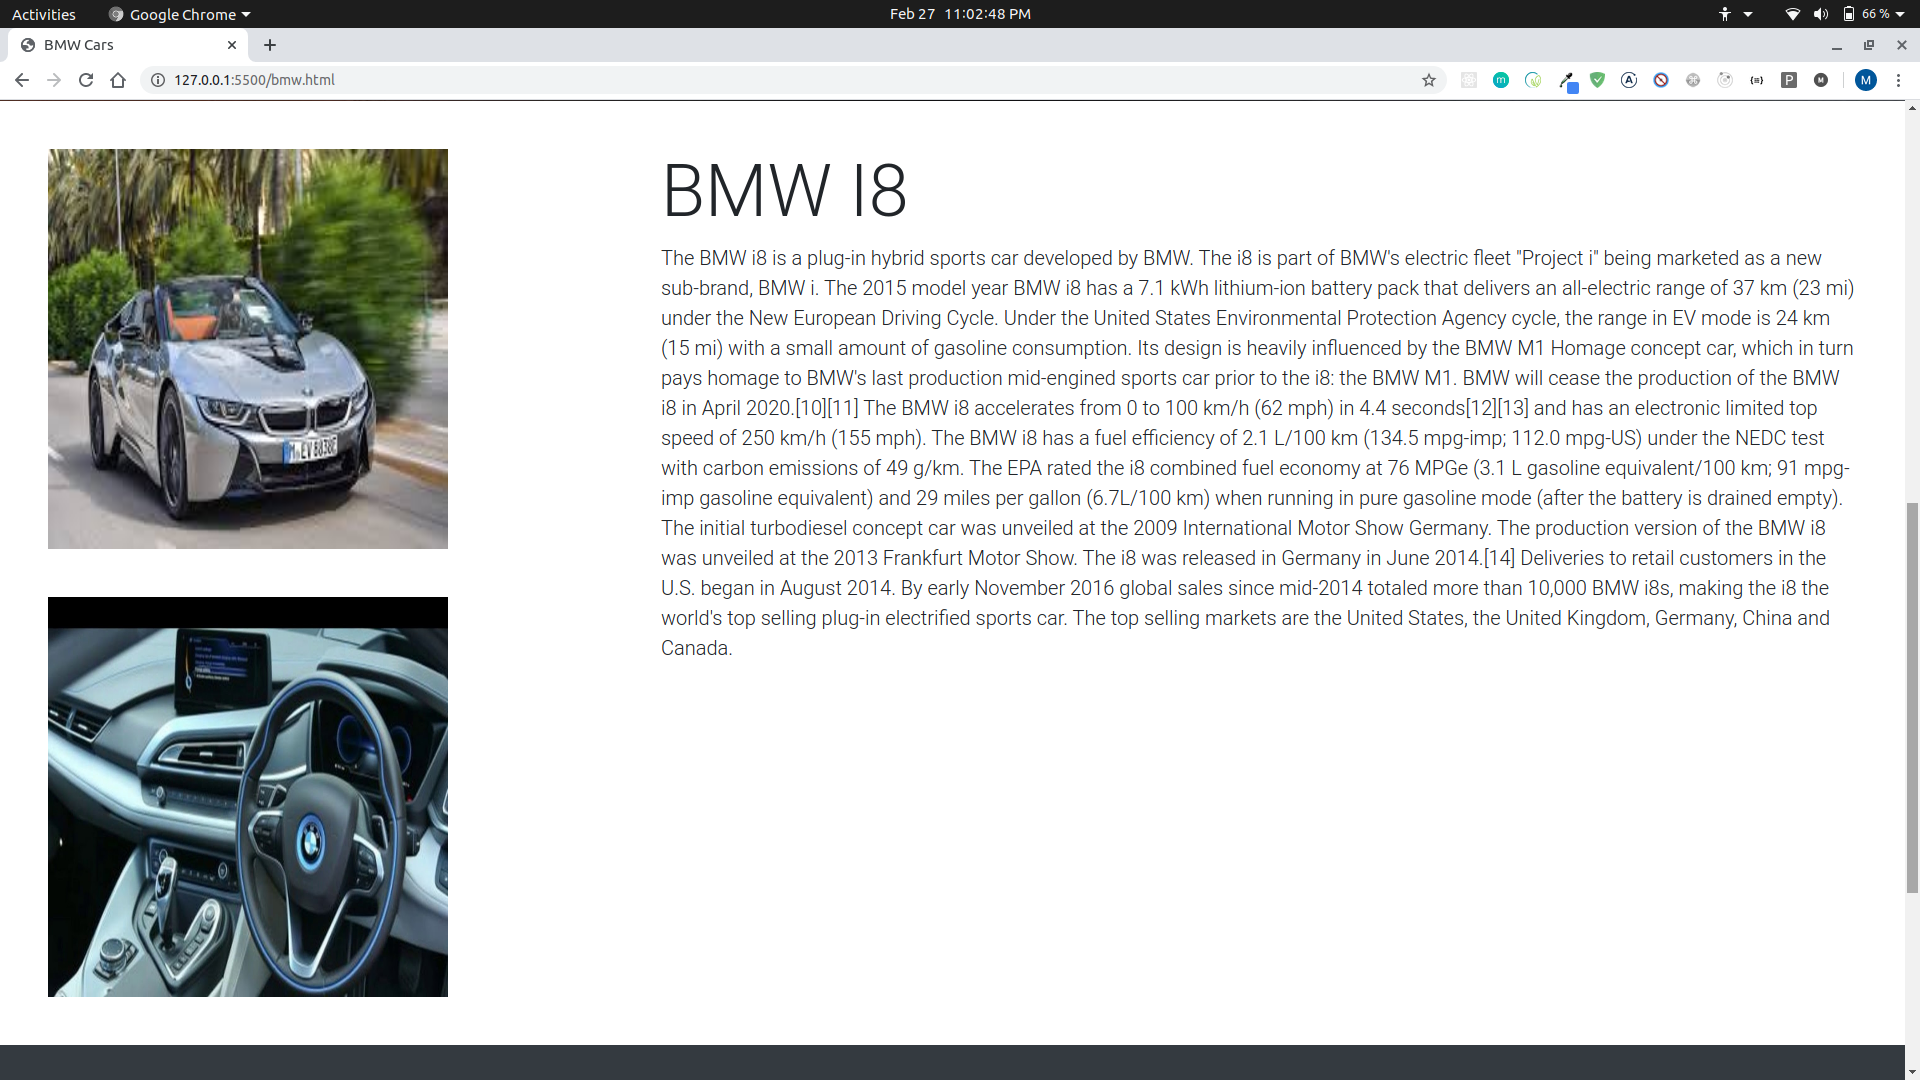 Activities
Google Chrome
Feb 27 11:02:48 PM
66 %
BMW Cars
127.0.0.1:5500/bmw.html
M
BMW I8
The BMW i8 is a plug-in hybrid sports car developed by BMW. The i8 is part of BMW's electric fleet "Project i" being marketed as a new
sub-brand, BMW i. The 2015 model year BMW i8 has a 7.1 kWh lithium-ion battery pack that delivers an all-electric range of 37 km (23 mi)
under the New European Driving Cycle. Under the United States Environmental Protection Agency cycle, the range in EV mode is 24 km
(15 mi) with a small amount of gasoline consumption. Its design is heavily influenced by the BMW M1 Homage concept car, which in turn
pays homage to BMW's last production mid-engined sports car prior to the i8: the BMW M1. BMW will cease the production of the BMW
i8 in April 2020.[10][11] The BMW i8 accelerates from 0 to 100 km/h (62 mph) in 4.4 seconds[12][13] and has an electronic limited top
speed of 250 km/h (155 mph). The BMW i8 has a fuel efficiency of 2.1 L/100 km (134.5 mpg-imp; 112.0 mpg-US) under the NEDC test
with carbon emissions of 49 g/km. The EPA rated the i8 combined fuel economy at 76 MPGe (3.1 L gasoline equivalent/100 km; 91 mpg-
imp gasoline equivalent) and 29 miles per gallon (6.7L/100 km) when running in pure gasoline mode (after the battery is drained empty).
The initial turbodiesel concept car was unveiled at the 2009 International Motor Show Germany. The production version of the BMW i8
was unveiled at the 2013 Frankfurt Motor Show. The i8 was released in Germany in June 2014.[14] Deliveries to retail customers in the
U.S. began in August 2014. By early November 2016 global sales since mid-2014 totaled more than 10,000 BMW i8s, making the i8 the
world's top selling plug-in electrified sports car. The top selling markets are the United States, the United Kingdom, Germany, China and
Canada.